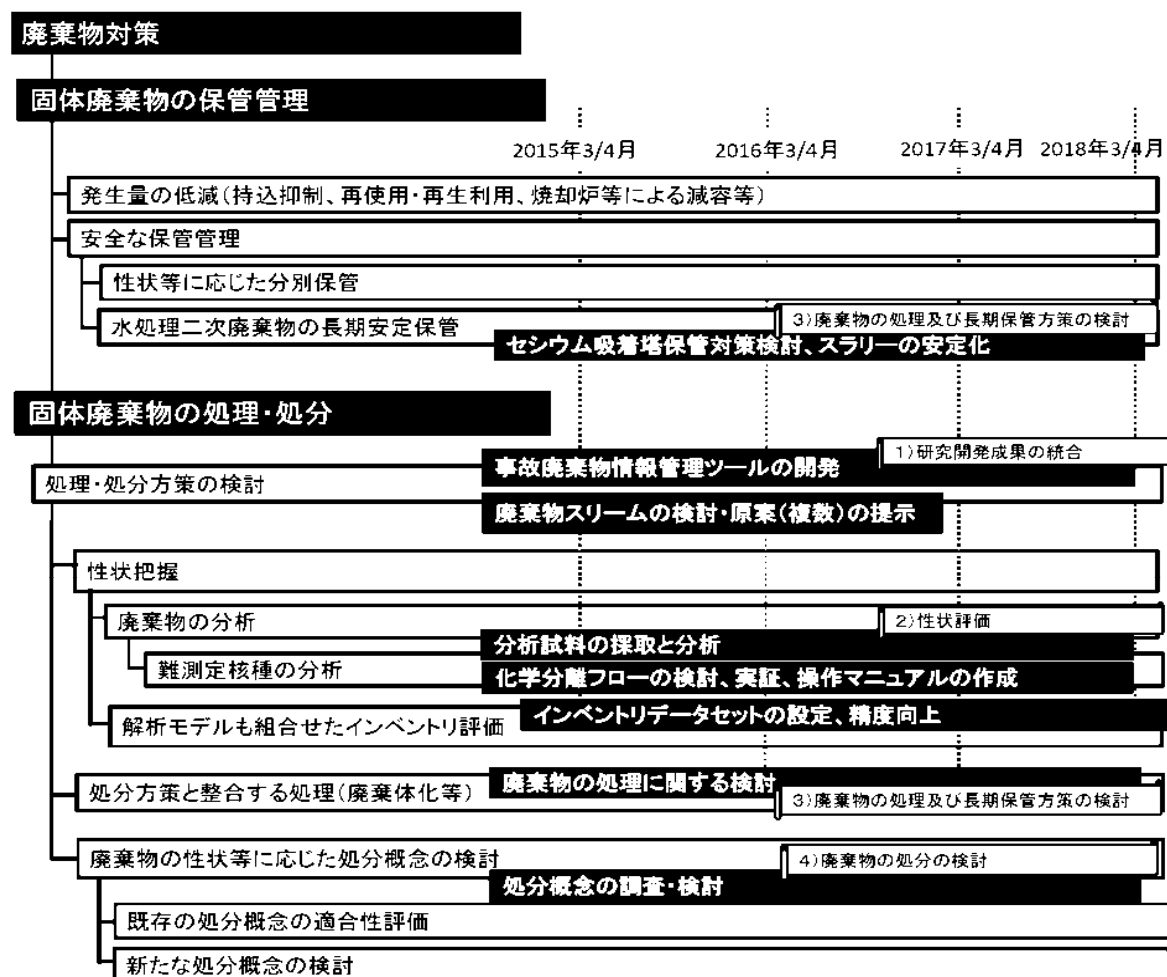 廃棄物対策
固体廃棄物の保管管理
2015年3/4月 2016年3/4月 2017年3/4月 2018年3/4月
発生量の低減(持込抑制、再使用・再生利用、焼却炉等による減容等)
安全な保管管理
性状等に応じた分別保管
3)廃棄物の処理及び長期保管方策の検討
水処理二次廃棄物の長期安定保管
セシウム吸着塔保管対策検討、スラリーの安定化
固体廃棄物の処理・処分
1)研究開発成果の統合
事故廃棄物情報管理ツールの開発
処理・処分方策の検討
廃棄物スリームの検討・原案(複数)の提示
性状把握
廃棄物の分析
2)性状評価
分析試料の採取と分析
難測定核種の分析
化学分離フローの検討、実証、操作マニュアルの作成
インベントリデータセットの設定、精度向上
解析モデルも組合せたインベントリ評価
廃棄物の処理に関する検討
処分方策と整合する処理(廃棄体化等)
3)廃棄物の処理及び長期保管方策の検討
廃棄物の性状等に応じた処分概念の検討
4)廃棄物の処分の検討
処分概念の調査・検討
既存の処分概念の適合性評価
新たな処分概念の検討